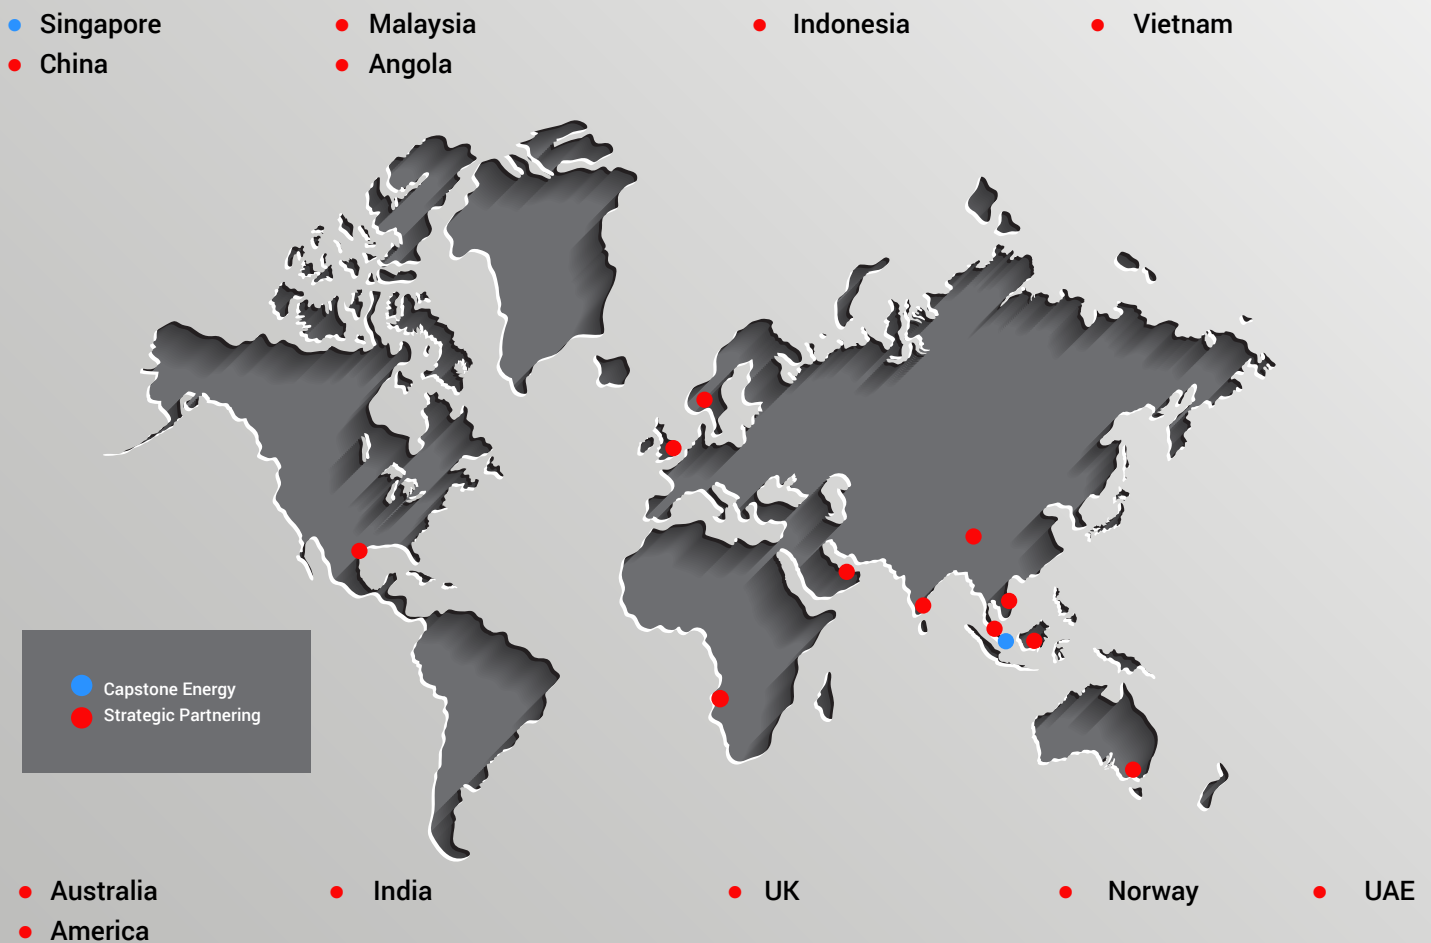 Singapore Malaysia Indonesia Vietnam
China Angola
Capstone Energy
Strategic Partnering
Australia India UK Norway UAE
America